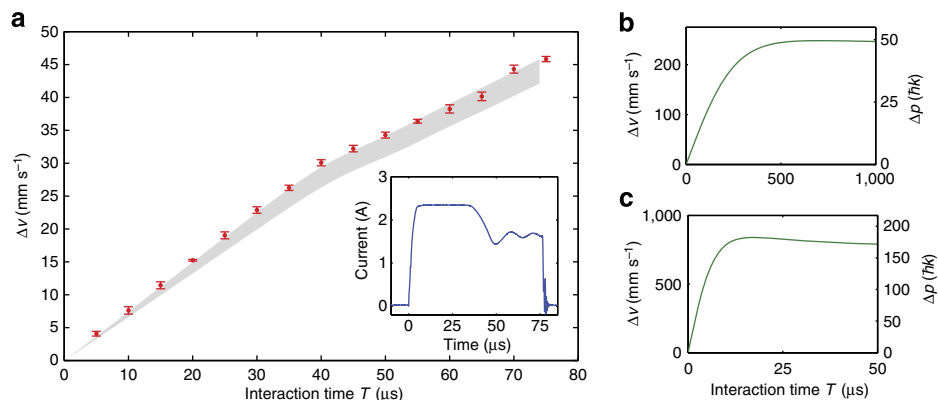 a
50
45
40
35
30
25
20
15
10
5
0
Δv (mm s⁻¹)
0 10 20 30 40 50 60 70 80
Interaction time T (μs)
3
2
1
0
Current (A)
0 25 50 75
Time (μs)
b
200
100
0
Δv (mm s⁻¹)
50
25
0
Δp (ħk)
0 500 1,000
c
1,000
500
0
Δv (mm s⁻¹)
200
150
100
50
0
Δp (ħk)
0 25 50
Interaction time T (μs)